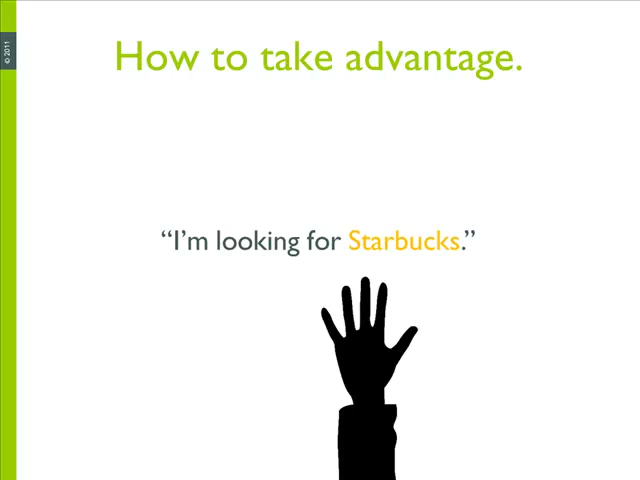 © 2011
How to take advantage.
“I’m looking for Starbucks.”